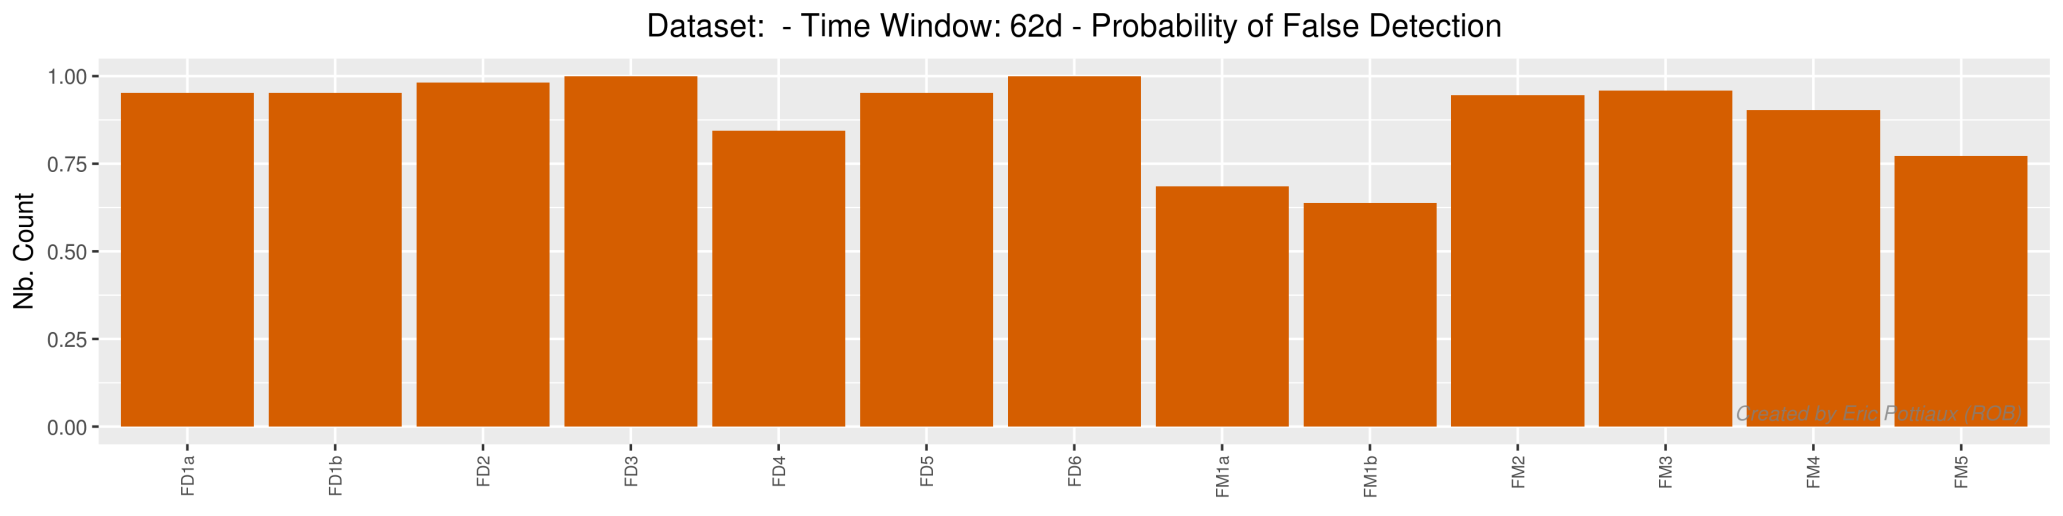 Dataset:  - Time Window: 62d - Probability of False Detection
Nb. Count
1.00
0.75
0.50
0.25
0.00
Created by Eric Pottiaux (ROB)
FD1a FD1b FD2 FD3 FD4 FD5 FD6 FM1a FM1b FM2 FM3 FM4 FM5